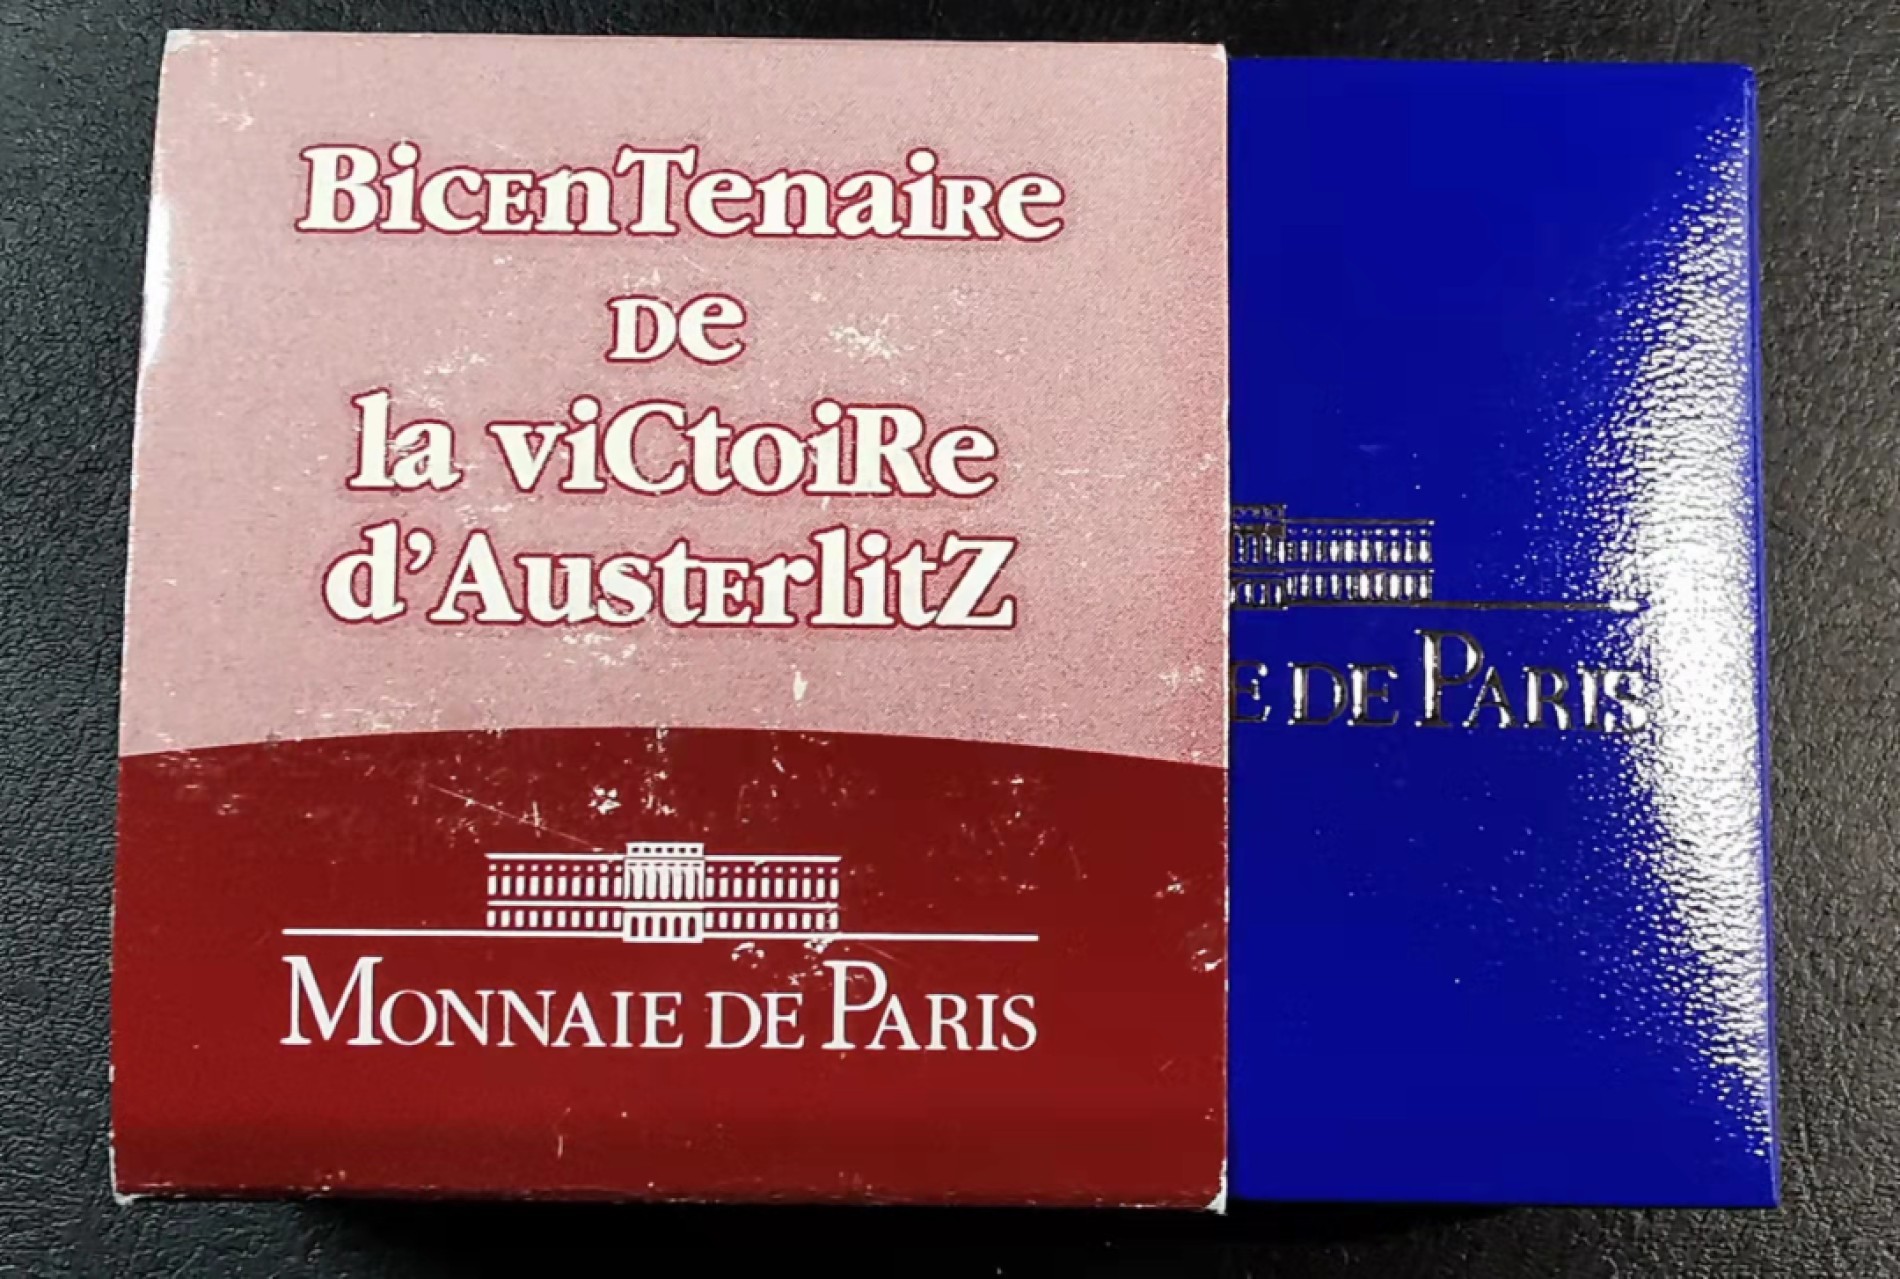 BicenTenaiRe
De
la viCtoiRe
d'AusterlitZ
MONNAIE DE PARIS
E DE PARIS